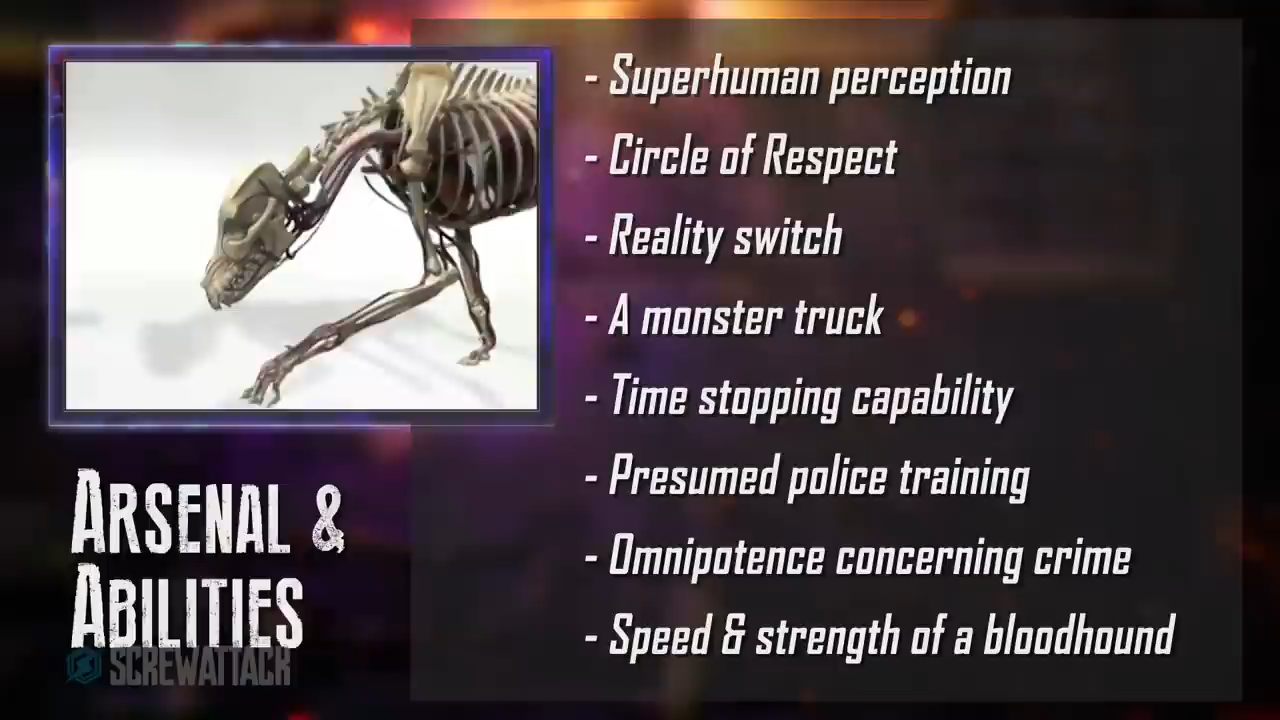 - Superhuman perception
- Circle of Respect
- Reality switch
- A monster truck
- Time stopping capability
- Presumed police training
- Omnipotence concerning crime
- Speed & strength of a bloodhound
ARSENAL &
ABILITIES
SCREWATTACK